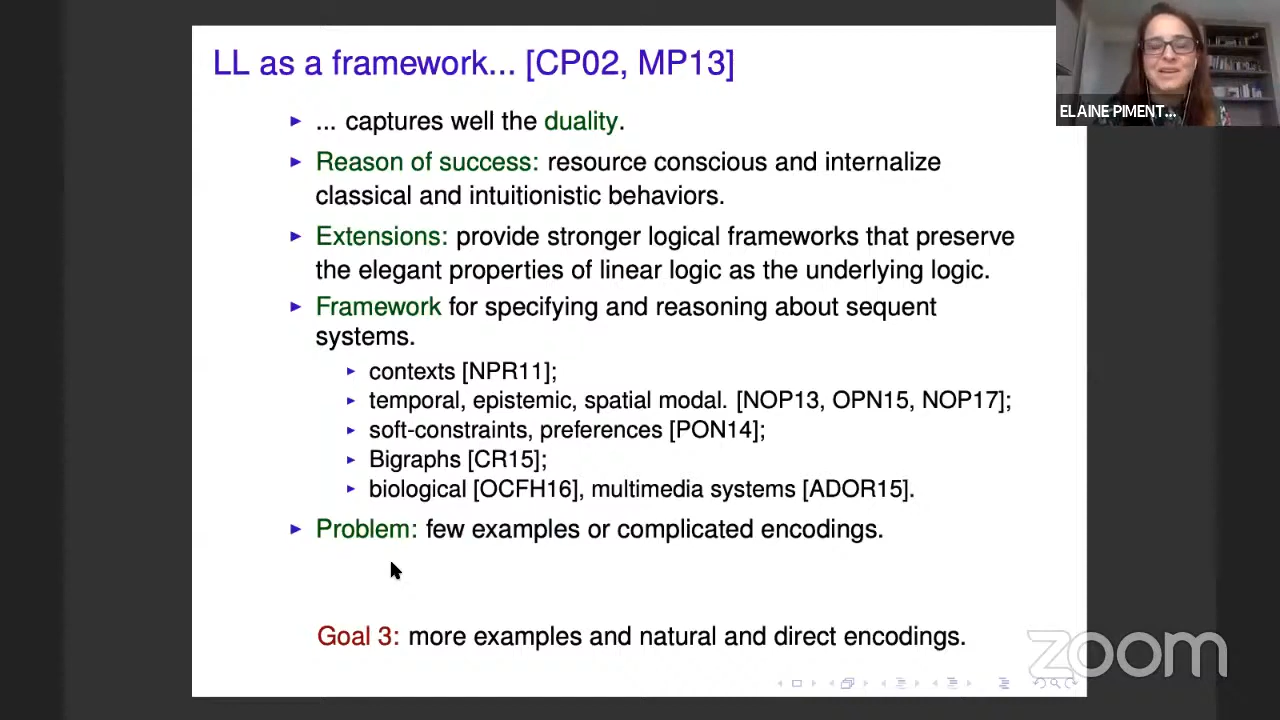 LL as a framework... [CP02, MP13]
ELAINE PIMENT...
► ... captures well the duality.
► Reason of success: resource conscious and internalize
classical and intuitionistic behaviors.
► Extensions: provide stronger logical frameworks that preserve
the elegant properties of linear logic as the underlying logic.
► Framework for specifying and reasoning about sequent
systems.
► contexts [NPR11];
► temporal, epistemic, spatial modal. [NOP13, OPN15, NOP17];
► soft-constraints, preferences [PON14];
► Bigraphs [CR15];
► biological [OCFH16], multimedia systems [ADOR15].
► Problem: few examples or complicated encodings.
Goal 3: more examples and natural and direct encodings.
zoom